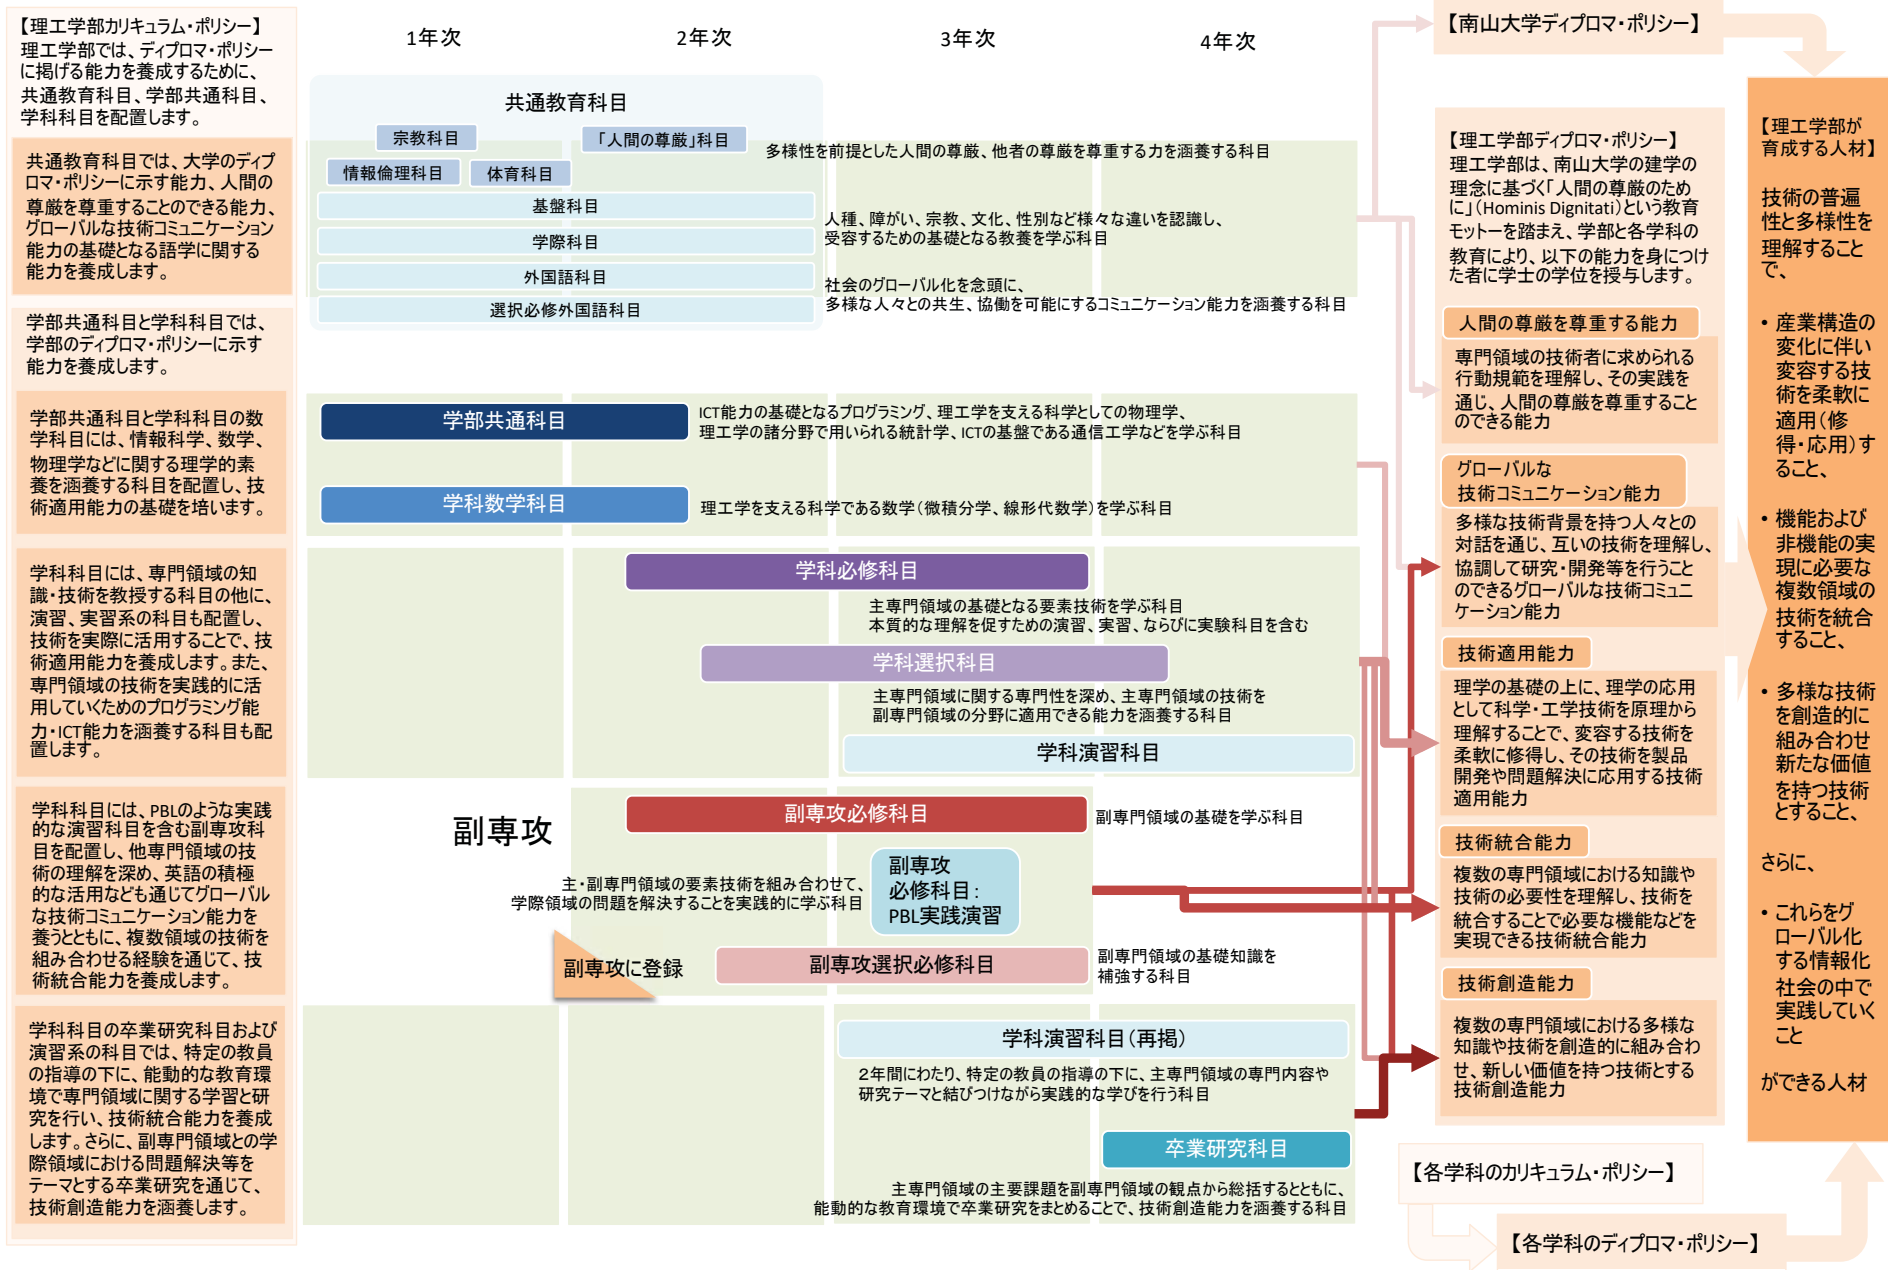 【理工学部カリキュラム・ポリシー】
理工学部では、ディプロマ・ポリシー
に掲げる能力を養成するために、
共通教育科目、学部共通科目、
学科科目を配置します。
共通教育科目では、大学のディプ
ロマ・ポリシーに示す能力、人間の
尊厳を尊重することのできる能力、
グローバルな技術コミュニケーション
能力の基礎となる語学に関する
能力を養成します。
学部共通科目と学科科目では、
学部のディプロマ・ポリシーに示す
能力を養成します。
学部共通科目と学科科目の数
学科目には、情報科学、数学、
物理学などに関する理学的素
養を涵養する科目を配置し、技
術適用能力の基礎を培います。
学科科目には、専門領域の知
識・技術を教授する科目の他に、
演習、実習系の科目も配置し、
技術を実際に活用することで、技
術適用能力を養成します。また、
専門領域の技術を実践的に活
用していくためのプログラミング能
力・ICT能力を涵養する科目も配
置します。
学科科目には、PBLのような実践
的な演習科目を含む副専攻科
目を配置し、他専門領域の技
術の理解を深め、英語の積極
的な活用なども通じてグローバル
な技術コミュニケーション能力を
養うとともに、複数領域の技術を
組み合わせる経験を通じて、技
術統合能力を養成します。
学科科目の卒業研究科目および
演習系の科目では、特定の教員
の指導の下に、能動的な教育環
境で専門領域に関する学習と研
究を行い、技術統合能力を養成
します。さらに、副専門領域との学
際領域における問題解決等を
テーマとする卒業研究を通じて、
技術創造能力を涵養します。
1年次
2年次
3年次
4年次
共通教育科目
宗教科目
「人間の尊厳」科目
多様性を前提とした人間の尊厳、他者の尊厳を尊重する力を涵養する科目
情報倫理科目
体育科目
基盤科目
学際科目
人種、障がい、宗教、文化、性別など様々な違いを認識し、
受容するための基礎となる教養を学ぶ科目
外国語科目
選択必修外国語科目
社会のグローバル化を念頭に、
多様な人々との共生、協働を可能にするコミュニケーション能力を涵養する科目
学部共通科目
ICT能力の基礎となるプログラミング、理工学を支える科学としての物理学、
理工学の諸分野で用いられる統計学、ICTの基盤である通信工学などを学ぶ科目
学科数学科目
理工学を支える科学である数学(微積分学、線形代数学)を学ぶ科目
学科必修科目
主専門領域の基礎となる要素技術を学ぶ科目
本質的な理解を促すための演習、実習、ならびに実験科目を含む
学科選択科目
主専門領域に関する専門性を深め、主専門領域の技術を
副専門領域の分野に適用できる能力を涵養する科目
学科演習科目
副専攻
副専攻必修科目
副専門領域の基礎を学ぶ科目
主・副専門領域の要素技術を組み合わせて、
学際領域の問題を解決することを実践的に学ぶ科目
副専攻
必修科目:
PBL実践演習
副専攻に登録
副専攻選択必修科目
副専門領域の基礎知識を
補強する科目
学科演習科目(再掲)
2年間にわたり、特定の教員の指導の下に、主専門領域の専門内容や
研究テーマと結びつけながら実践的な学びを行う科目
卒業研究科目
主専門領域の主要課題を副専門領域の観点から総括するとともに、
能動的な教育環境で卒業研究をまとめることで、技術創造能力を涵養する科目
【南山大学ディプロマ・ポリシー】
【理工学部ディプロマ・ポリシー】
理工学部は、南山大学の建学の
理念に基づく「人間の尊厳のため
に」(Hominis Dignitati)という教育
モットーを踏まえ、学部と各学科の
教育により、以下の能力を身につけ
た者に学士の学位を授与します。
人間の尊厳を尊重する能力
専門領域の技術者に求められる
行動規範を理解し、その実践を
通じ、人間の尊厳を尊重すること
のできる能力
グローバルな
技術コミュニケーション能力
多様な技術背景を持つ人々との
対話を通じ、互いの技術を理解し、
協調して研究・開発等を行うこと
のできるグローバルな技術コミュニ
ケーション能力
技術適用能力
理学の基礎の上に、理学の応用
として科学・工学技術を原理から
理解することで、変容する技術を
柔軟に修得し、その技術を製品
開発や問題解決に応用する技術
適用能力
技術統合能力
複数の専門領域における知識や
技術の必要性を理解し、技術を
統合することで必要な機能などを
実現できる技術統合能力
技術創造能力
複数の専門領域における多様な
知識や技術を創造的に組み合わ
せ、新しい価値を持つ技術とする
技術創造能力
【各学科のカリキュラム・ポリシー】
【各学科のディプロマ・ポリシー】
【理工学部が
育成する人材】
技術の普遍
性と多様性を
理解すること
で、
• 産業構造の
変化に伴い
変容する技
術を柔軟に
適用(修
得・応用)す
ること、
• 機能および
非機能の実
現に必要な
複数領域の
技術を統合
すること、
• 多様な技術
を創造的に
組み合わせ
新たな価値
を持つ技術
とすること、
さらに、
• これらをグ
ローバル化
する情報化
社会の中で
実践していく
こと
ができる人材